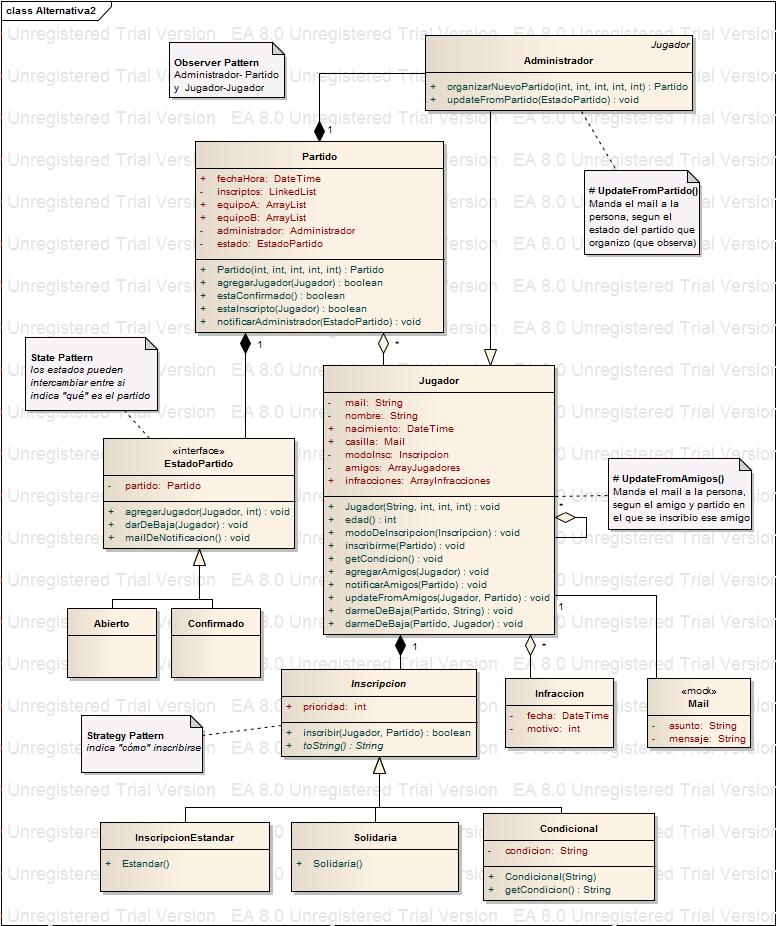 class Alternativa2
Observer Pattern
Administrador- Partido
y Jugador-Jugador
Jugador
Administrador
+ organizarNuevoPartido(int, int, int, int, int) : Partido
+ updateFromPartido(EstadoPartido) : void
1
Partido
+ fechaHora: DateTime
- inscriptos: LinkedList
+ equipoA: ArrayList
+ equipoB: ArrayList
- administrador: Administrador
- estado: EstadoPartido
+ Partido(int, int, int, int, int) : Partido
+ agregarJugador(Jugador) : boolean
+ estaConfirmado() : boolean
+ estaInscripto(Jugador) : boolean
+ notificarAdministrador(EstadoPartido) : void
# UpdateFromPartido()
Manda el mail a la
persona, segun el
estado del partido que
organizo (que observa)
1
*
State Pattern
los estados pueden
intercambiar entre si
indica "qué" es el partido
«interface»
EstadoPartido
- partido: Partido
+ agregarJugador(Jugador, int) : void
+ darDeBaja(Jugador) : void
+ mailDeNotificacion() : void
Abierto
Confirmado
Jugador
- mail: String
- nombre: String
- nacimiento: DateTime
+ casilla: Mail
- modoInsc: Inscripcion
- amigos: ArrayJugadores
+ infracciones: ArrayInfracciones
+ Jugador(String, int, int, int) : void
+ edad() : int
+ modoDeInscripcion(Inscripcion) : void
+ inscribirme(Partido) : void
+ getCondicion() : void
+ agregarAmigos(Jugador) : void
+ notificarAmigos(Partido) : void
+ updateFromAmigos(Jugador, Partido) : void
+ darmeDeBaja(Partido, String) : void
+ darmeDeBaja(Partido, Jugador) : void
# UpdateFromAmigos()
Manda el mail a la persona,
segun el amigo y partido en
el que se inscribio ese amigo
*
1
1
*
Inscripcion
+ prioridad: int
+ inscribir(Jugador, Partido) : boolean
+ toString() : String
Infraccion
- fecha: DateTime
- motivo: int
«mock»
Mail
- asunto: String
- mensaje: String
Strategy Pattern
indica "cómo" inscribirse
InscripcionEstandar
+ Estandar()
Solidaria
+ Solidaria()
Condicional
- condicion: String
+ Condicional(String)
+ getCondicion() : String
Unregistered Trial Version EA 8.0 Unregistered Trial Version